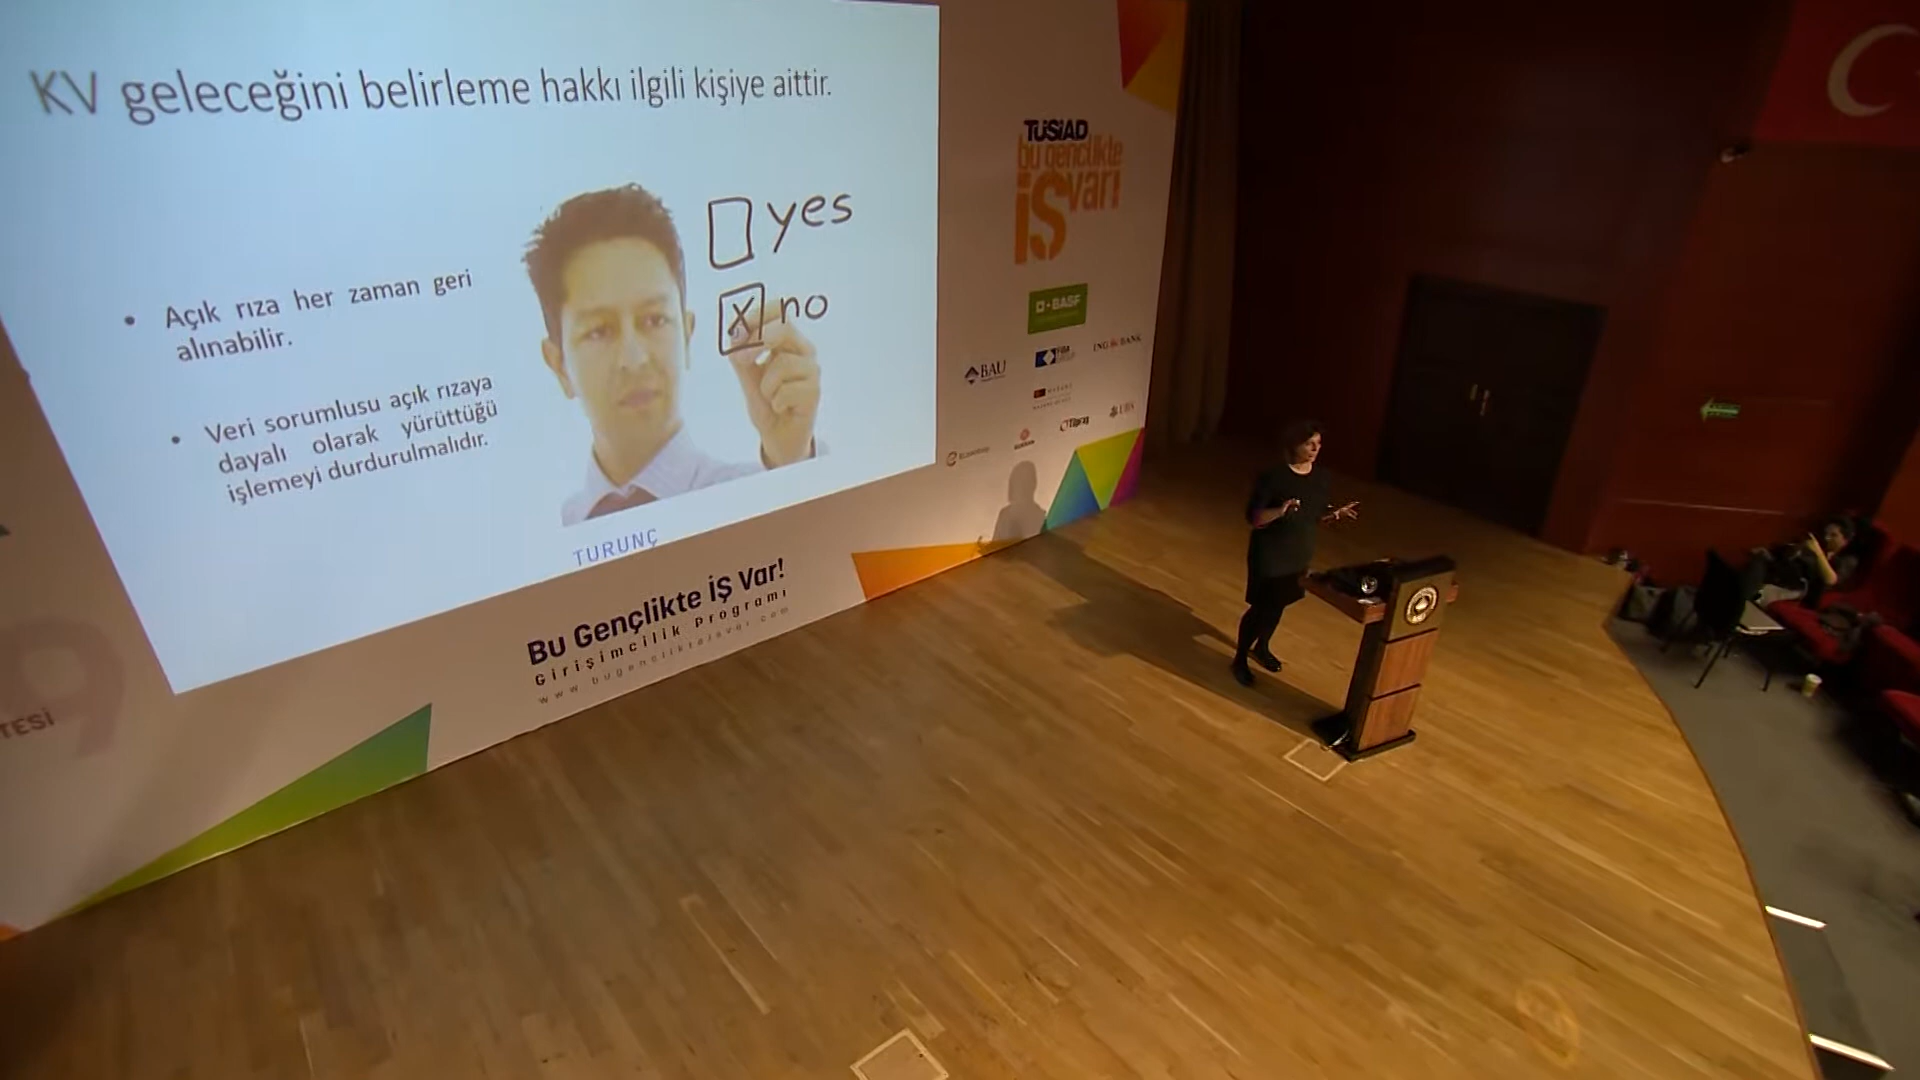 KV geleceğini belirleme hakkı ilgili kişiye aittir.
• Açık rıza her zaman geri
alınabilir.
• Veri sorumlusu açık rızaya
dayalı olarak yürüttüğü
işlemeyi durdurulmalıdır.
yes
x no
TURUNÇ
Bu Gençlikte İŞ Var!
Girişimcilik Programı
www.bugenclikteisvar.com
TÜSİAD
bu gençlikte
iş var!
BASF
BAU
ING BANK
TESİ
9